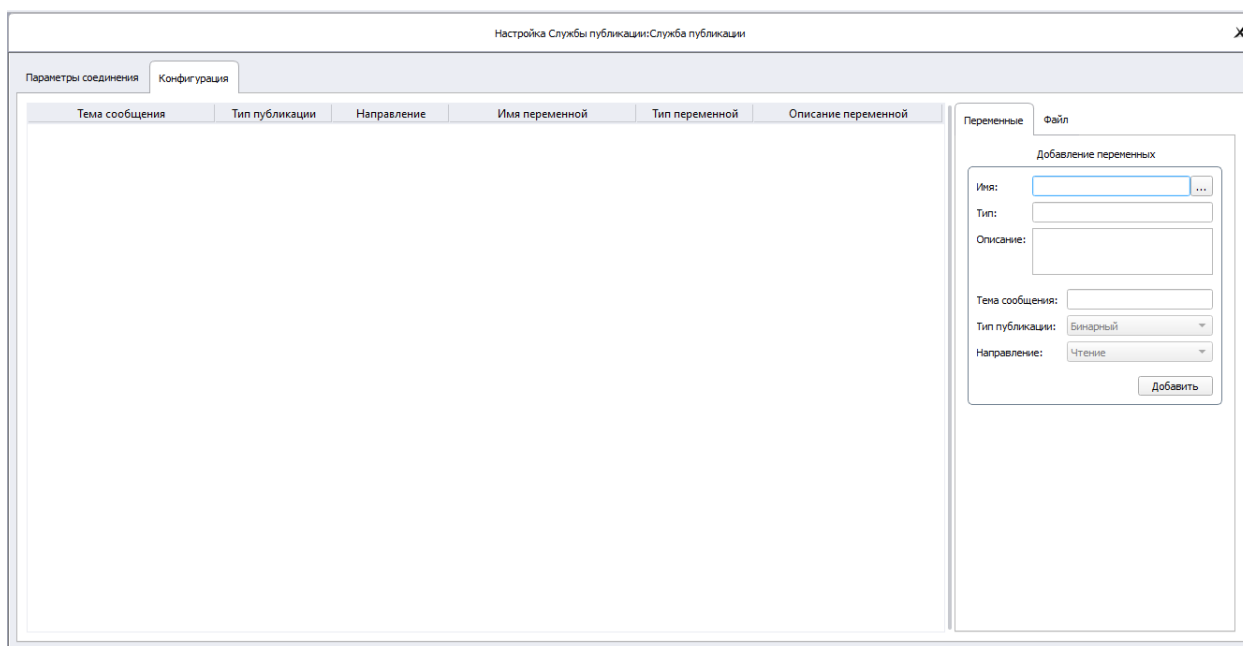 Настройка Службы публикации:Служба публикации
Параметры соединения Конфигурация
Тема сообщения Тип публикации Направление Имя переменной Тип переменной Описание переменной
Переменные Файл
Добавление переменных
Имя: ...
Тип:
Описание:
Тема сообщения:
Тип публикации: Бинарный
Направление: Чтение
Добавить